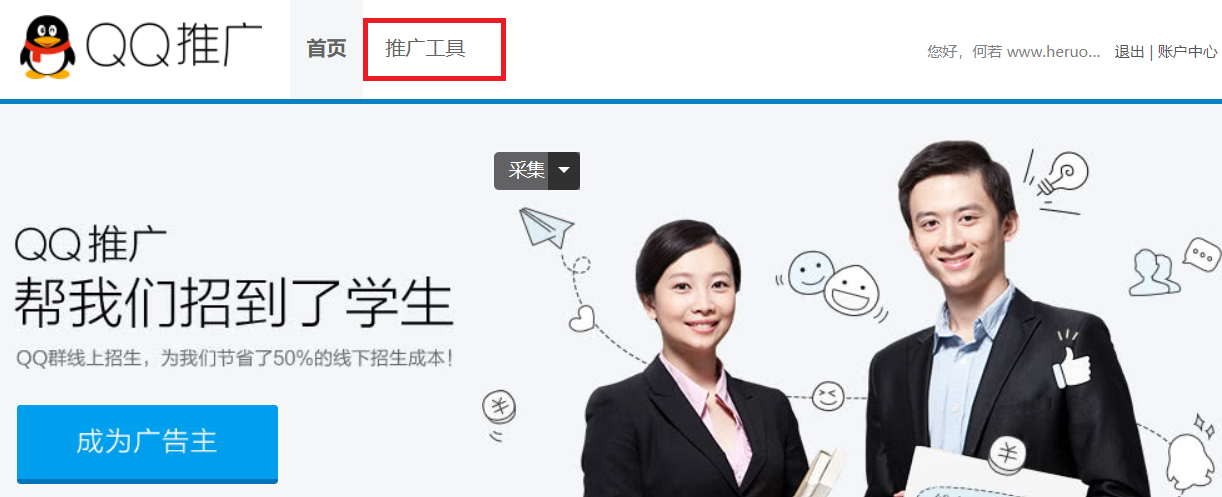 QQ推广
首页
推广工具
您好，何若 www.heruo...
退出 | 账户中心
采集
QQ推广
帮我们招到了学生
QQ群线上招生，为我们节省了50%的线下招生成本！
成为广告主